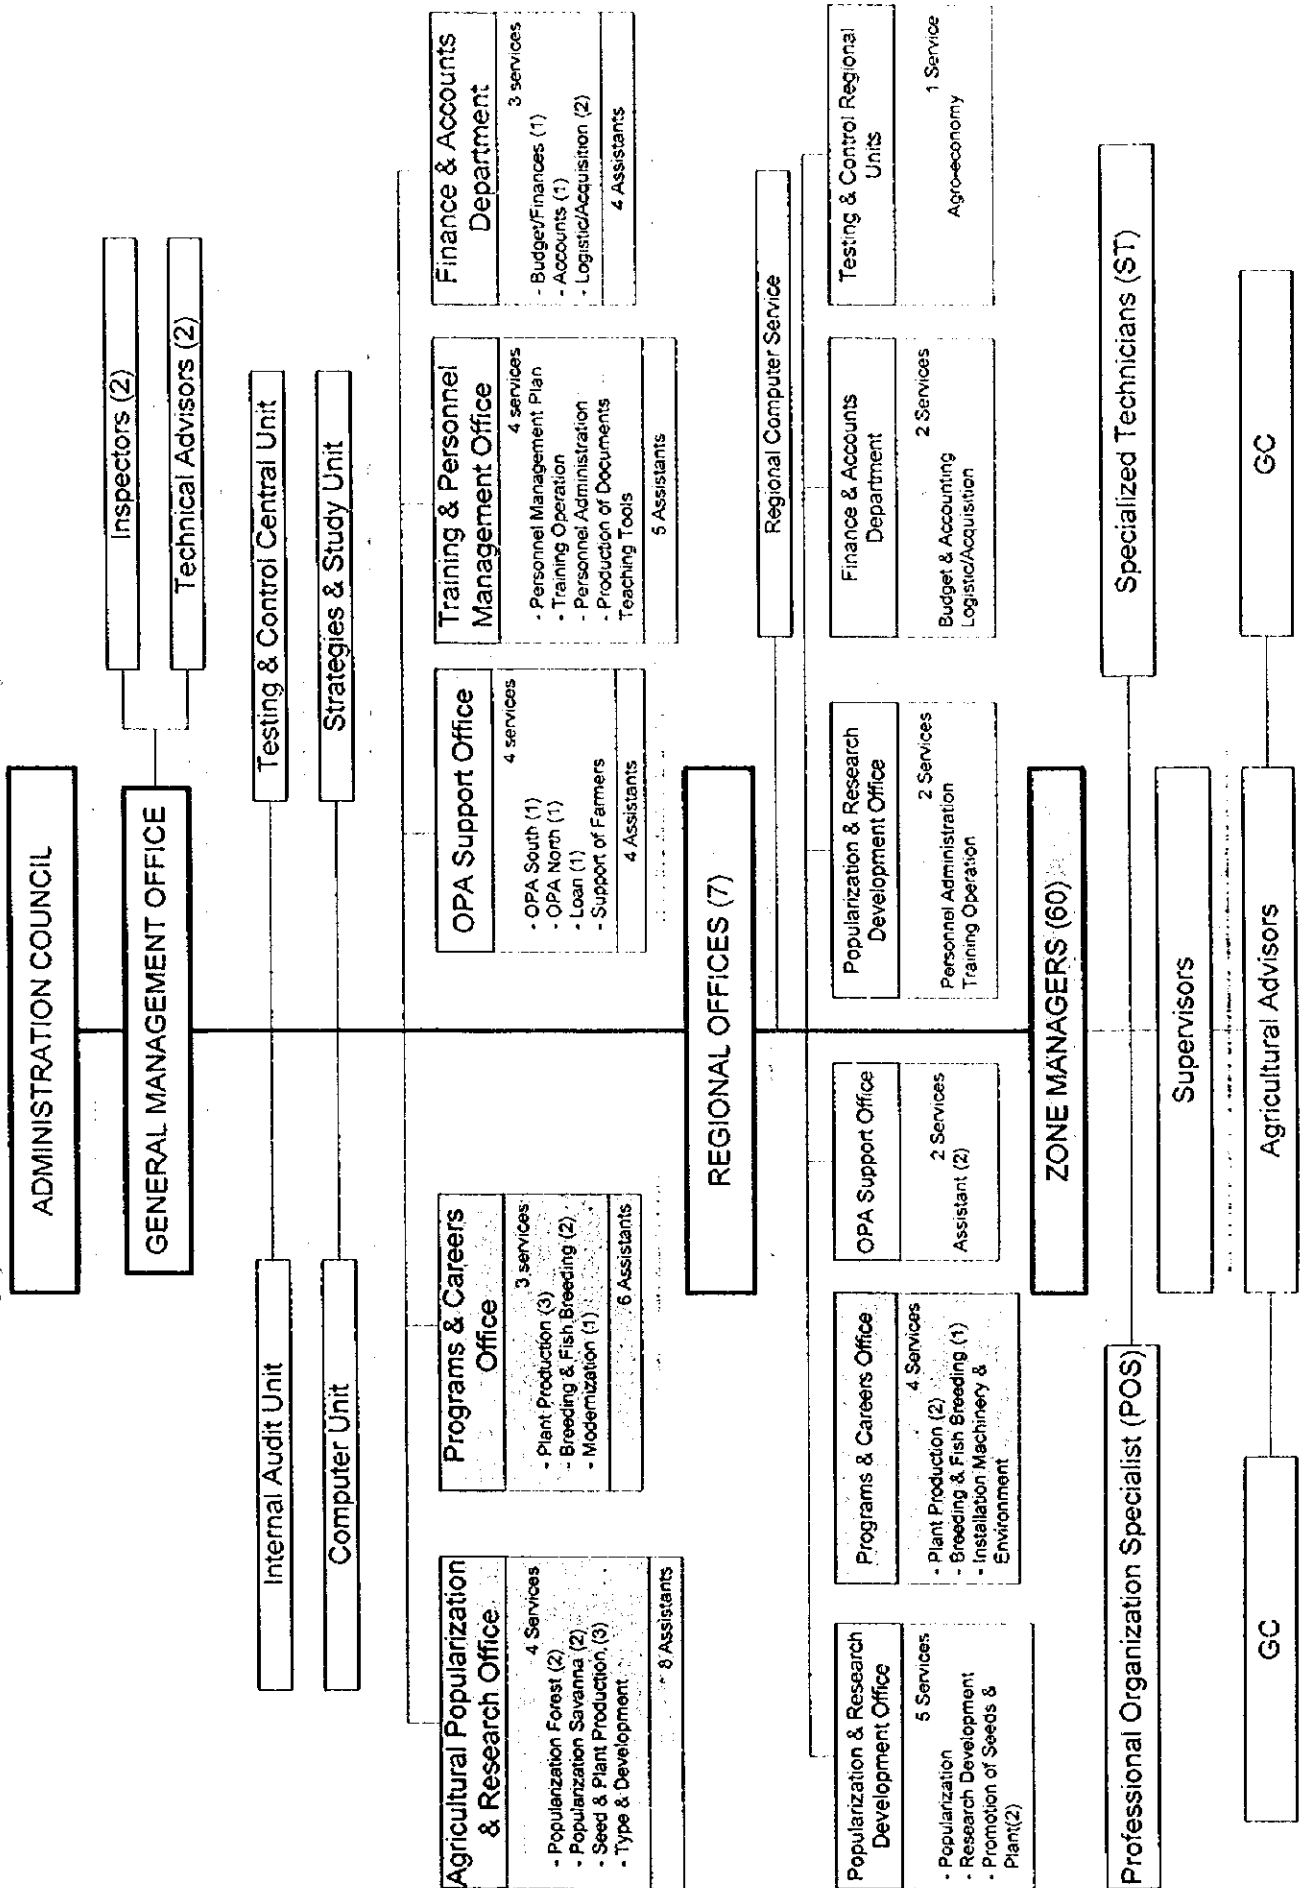 ADMINISTRATION COUNCIL
GENERAL MANAGEMENT OFFICE
Inspectors (2)
Technical Advisors (2)
Internal Audit Unit
Testing & Control Central Unit
Computer Unit
Strategies & Study Unit
Agricultural Popularization
& Research Office
4 Services
- Popularization Forest (2)
- Popularization Savanna (2)
- Seed & Plant Production (3)
- Type & Development
8 Assistants
Programs & Careers
Office
3 services
- Plant Production (3)
- Breeding & Fish Breeding (2)
- Modernization (1)
6 Assistants
OPA Support Office
4 services
- OPA South (1)
- OPA North (1)
- Loan (1)
- Support of Farmers
4 Assistants
Training & Personnel
Management Office
4 services
- Personnel Management Plan
- Training Operation
- Personnel Administration
- Production of Documents
Teaching Tools
5 Assistants
Finance & Accounts
Department
3 services
- Budget/Finances (1)
- Accounts (1)
- Logistic/Acquisition (2)
4 Assistants
REGIONAL OFFICES (7)
Regional Computer Service
Popularization & Research
Development Office
5 Services
- Popularization
- Research Development
- Promotion of Seeds &
Plant(2)
Programs & Careers Office
4 Services
- Plant Production (2)
- Breeding & Fish Breeding (1)
- Installation Machinery &
Environment
OPA Support Office
2 Services
Assistant (2)
Popularization & Research
Development Office
2 Services
Personnel Administration
Training Operation
Finance & Accounts
Department
2 Services
Budget & Accounting
Logistic/Acquisition
Testing & Control Regional
Units
1 Service
Agro-economy
ZONE MANAGERS (60)
Professional Organization Specialist (POS)
Specialized Technicians (ST)
Supervisors
GC
Agricultural Advisors
GC